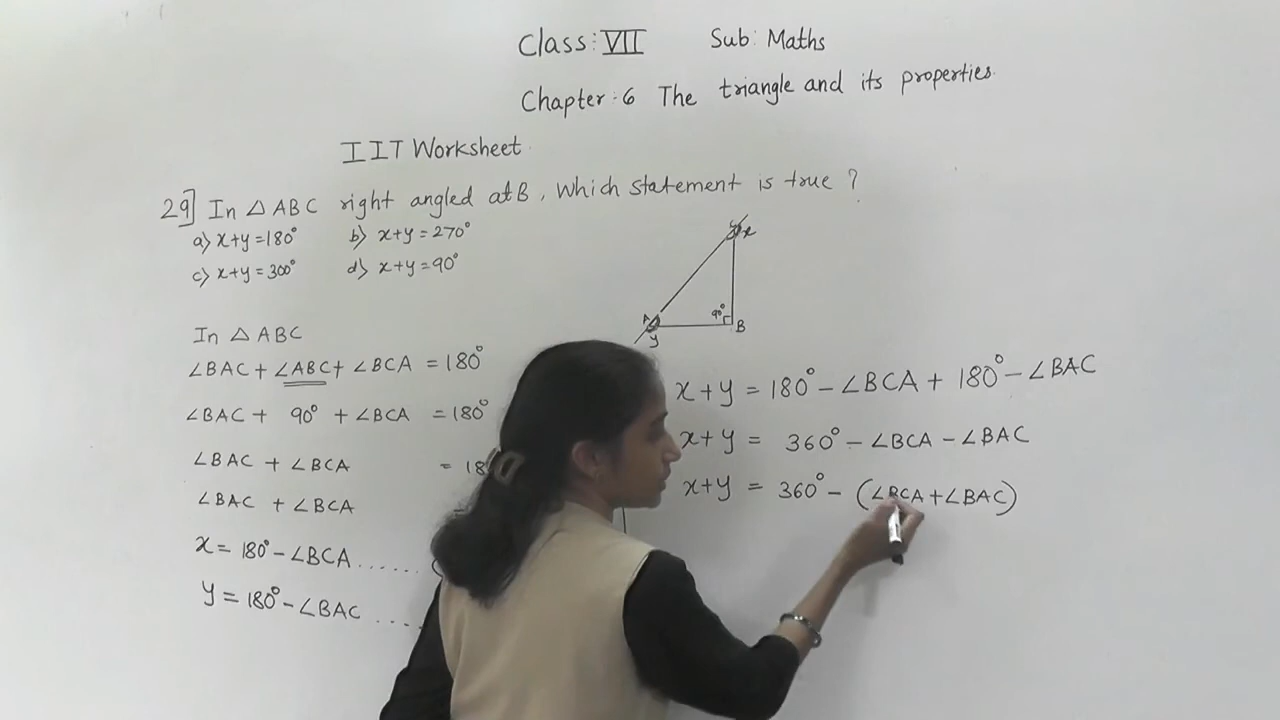 Class: VII Sub: Maths
Chapter:6 The triangle and its properties.
IIT Worksheet.
29] In △ABC right angled at B, Which statement is true?
a) x+y=180° b) x+y=270°
c) x+y=300° d) x+y=90°
x
A 90° B
y
In △ABC
∠BAC+∠ABC+ ∠BCA = 180°
∠BAC + 90° + ∠BCA = 180°
∠BAC + ∠BCA = 18
∠BAC + ∠BCA =
x = 180° - ∠BCA ......
y = 180° - ∠BAC ....
x+y = 180° - ∠BCA + 180° - ∠BAC
x+y = 360° - ∠BCA - ∠BAC
x+y = 360° - (∠BCA+∠BAC)